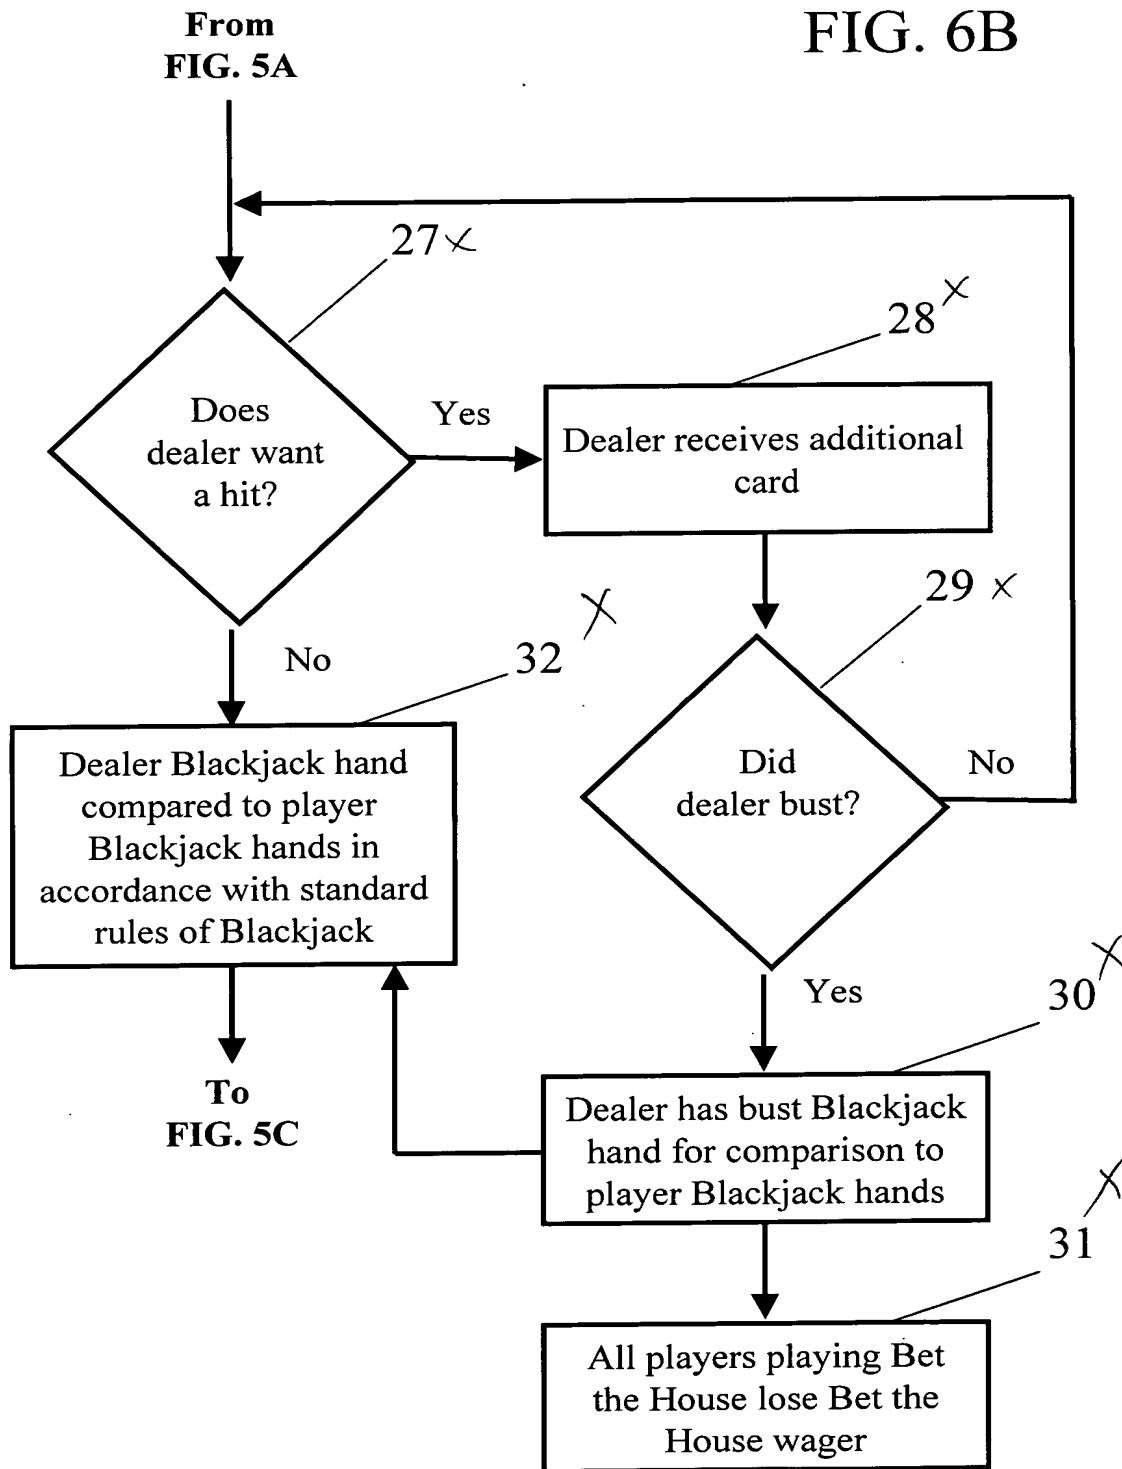 From
FIG. 5A
FIG. 6B
27 x
28 x
Does
dealer want
a hit?
Yes
Dealer receives additional
card
29 x
No
32 x
Dealer Blackjack hand
compared to player
Blackjack hands in
accordance with standard
rules of Blackjack
Did
dealer bust?
No
Yes
30 x
To
FIG. 5C
Dealer has bust Blackjack
hand for comparison to
player Blackjack hands
31 x
All players playing Bet
the House lose Bet the
House wager